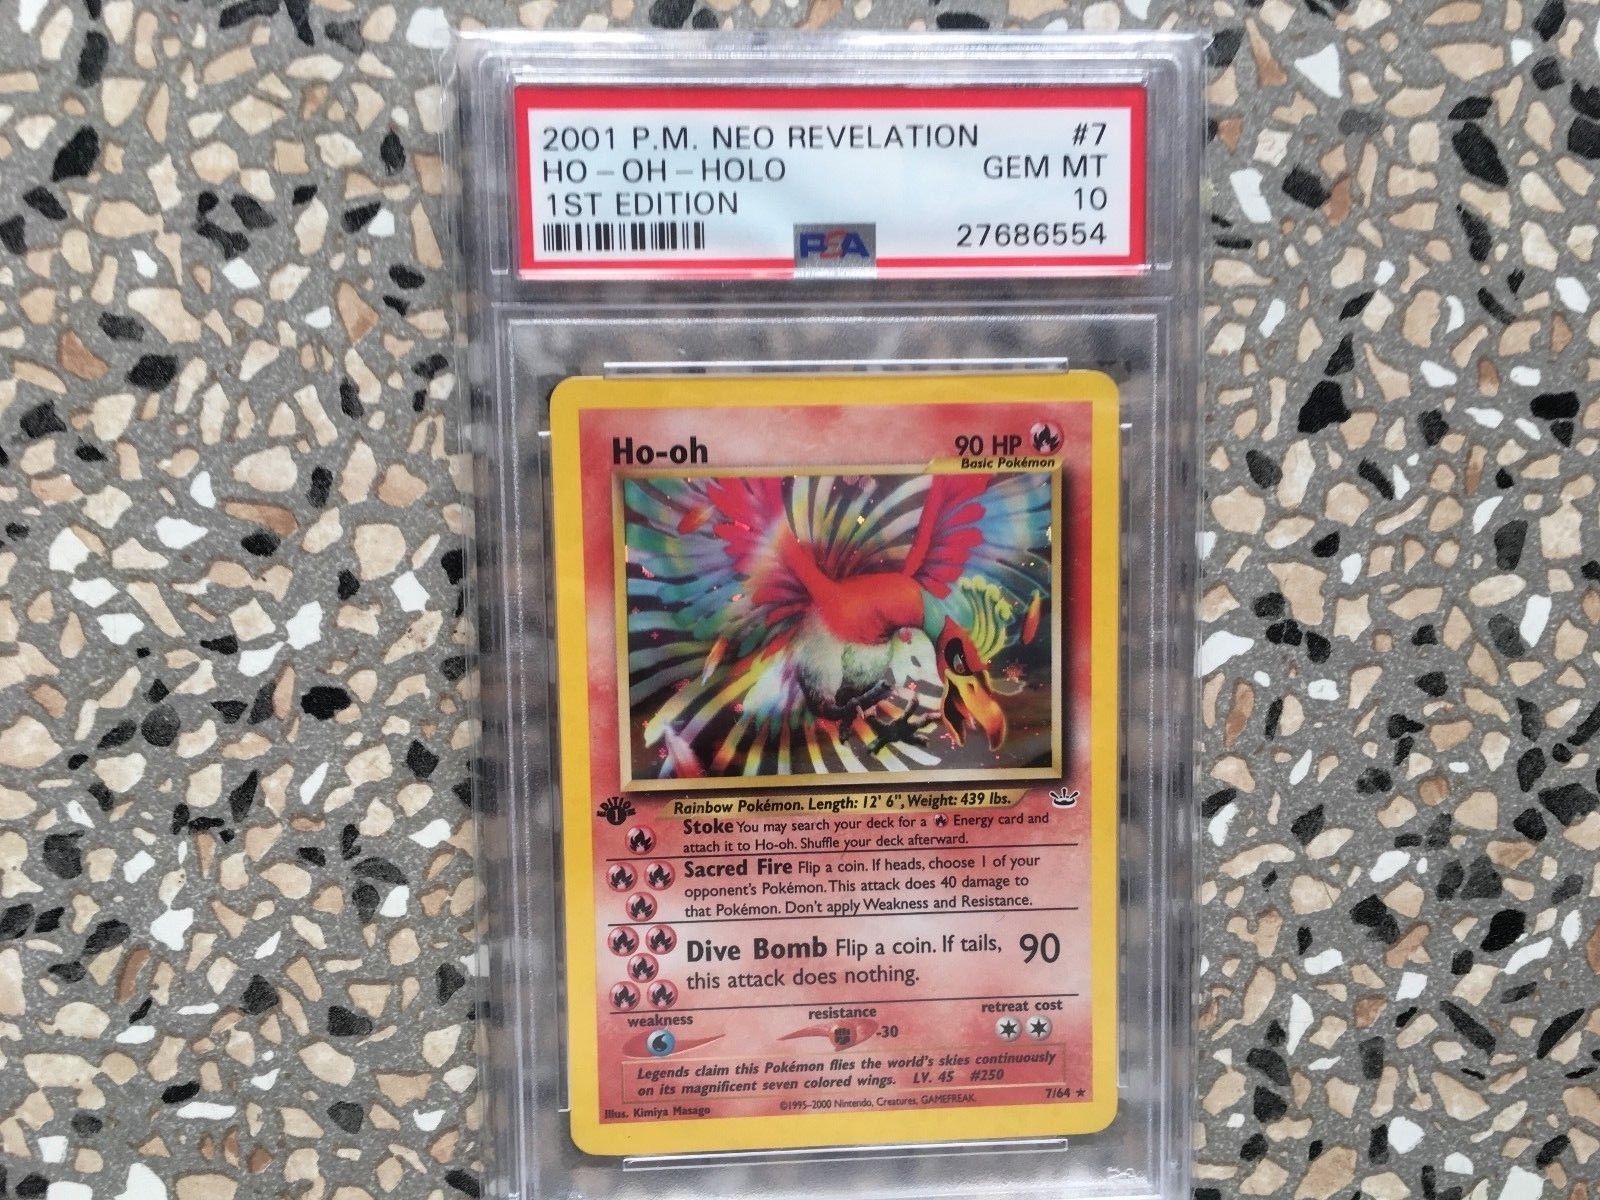 2001 P.M. NEO REVELATION #7
HO-OH-HOLO GEM MT
1ST EDITION 10
PSA 27686554
Ho-oh 90 HP
Basic Pokémon
Rainbow Pokémon. Length: 12' 6", Weight: 439 lbs.
EDITION 1
Stoke You may search your deck for a Energy card and
attach it to Ho-oh. Shuffle your deck afterward.
Sacred Fire Flip a coin. If heads, choose 1 of your
opponent's Pokémon. This attack does 40 damage to
that Pokémon. Don't apply Weakness and Resistance.
Dive Bomb Flip a coin. If tails, 90
this attack does nothing.
weakness resistance retreat cost
-30
Legends claim this Pokémon flies the world's skies continuously
on its magnificent seven colored wings. LV. 45 #250
Illus. Kimiya Masago ©1995-2000 Nintendo, Creatures, GAMEFREAK. 7/64 ★